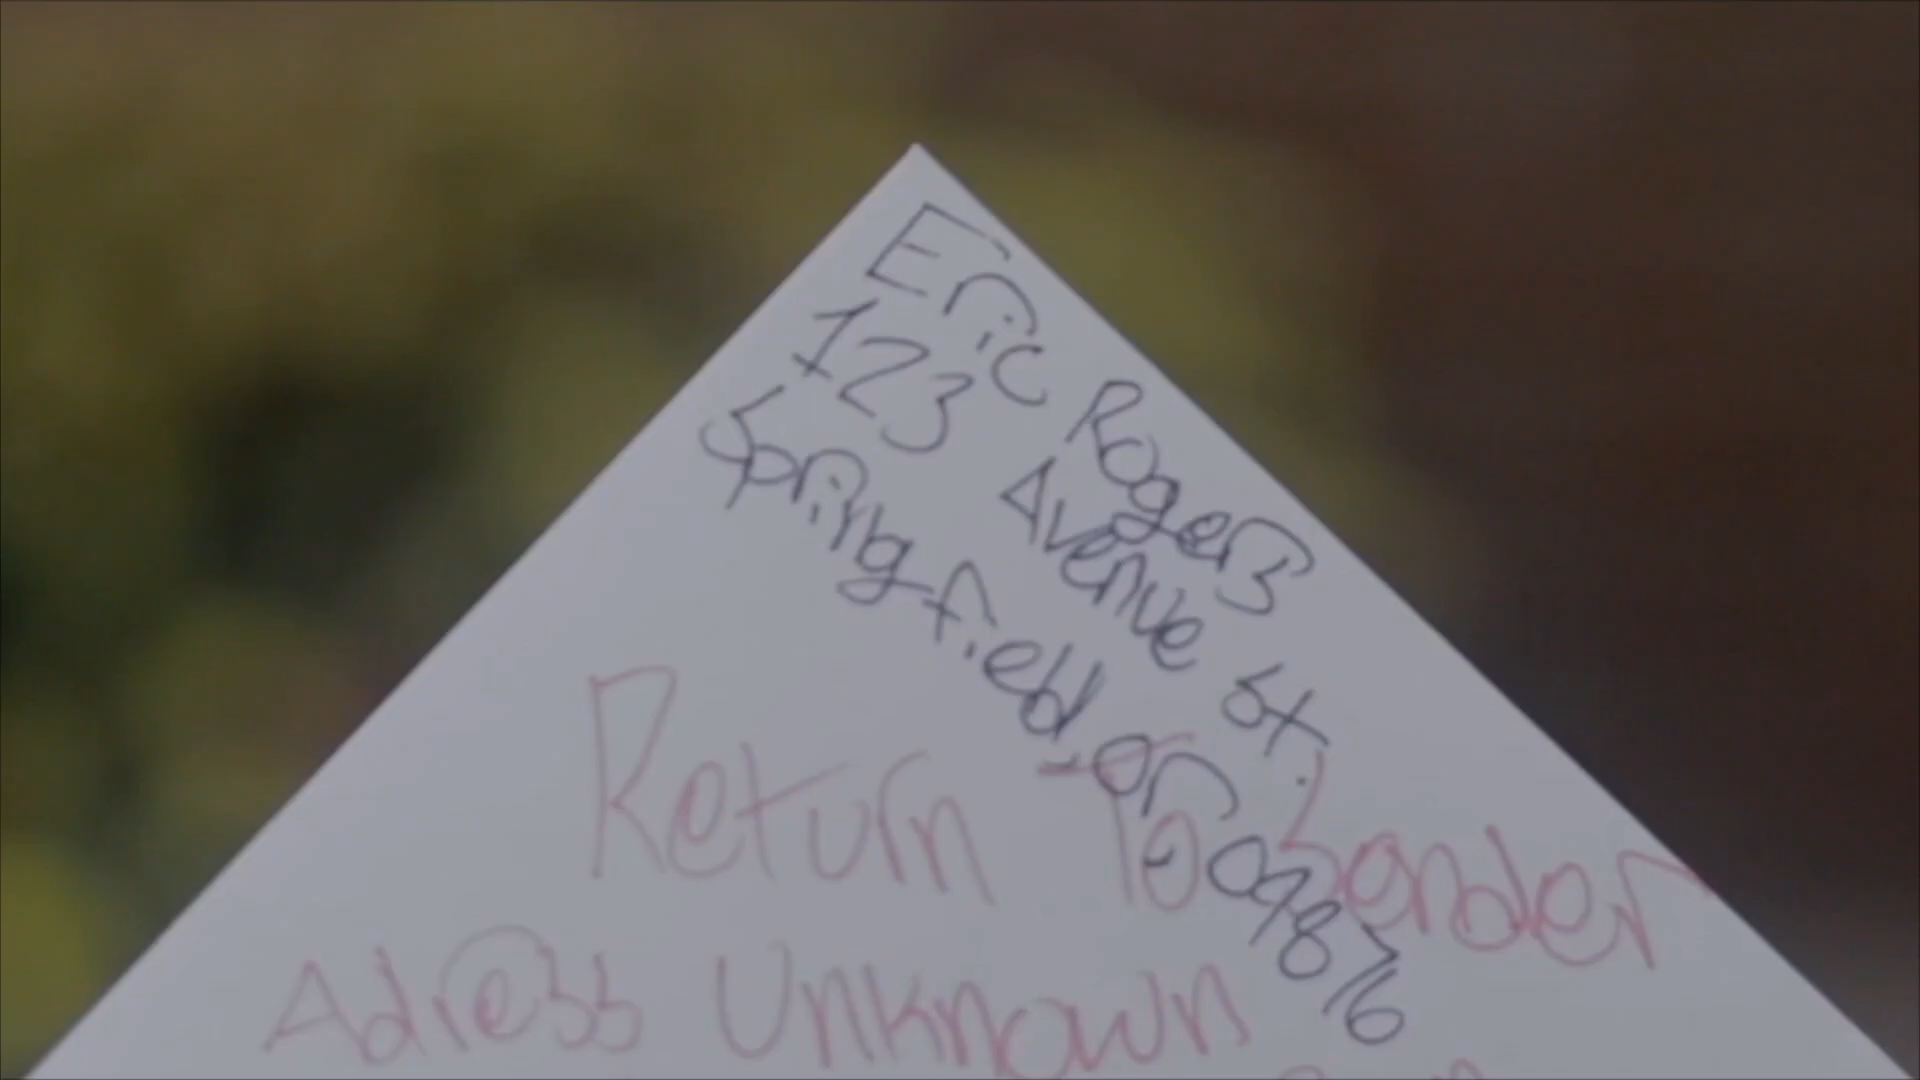 Eric Rogers
123 Avenue St.
Springfield, or. 09876
Return To Sender
Adress Unknown